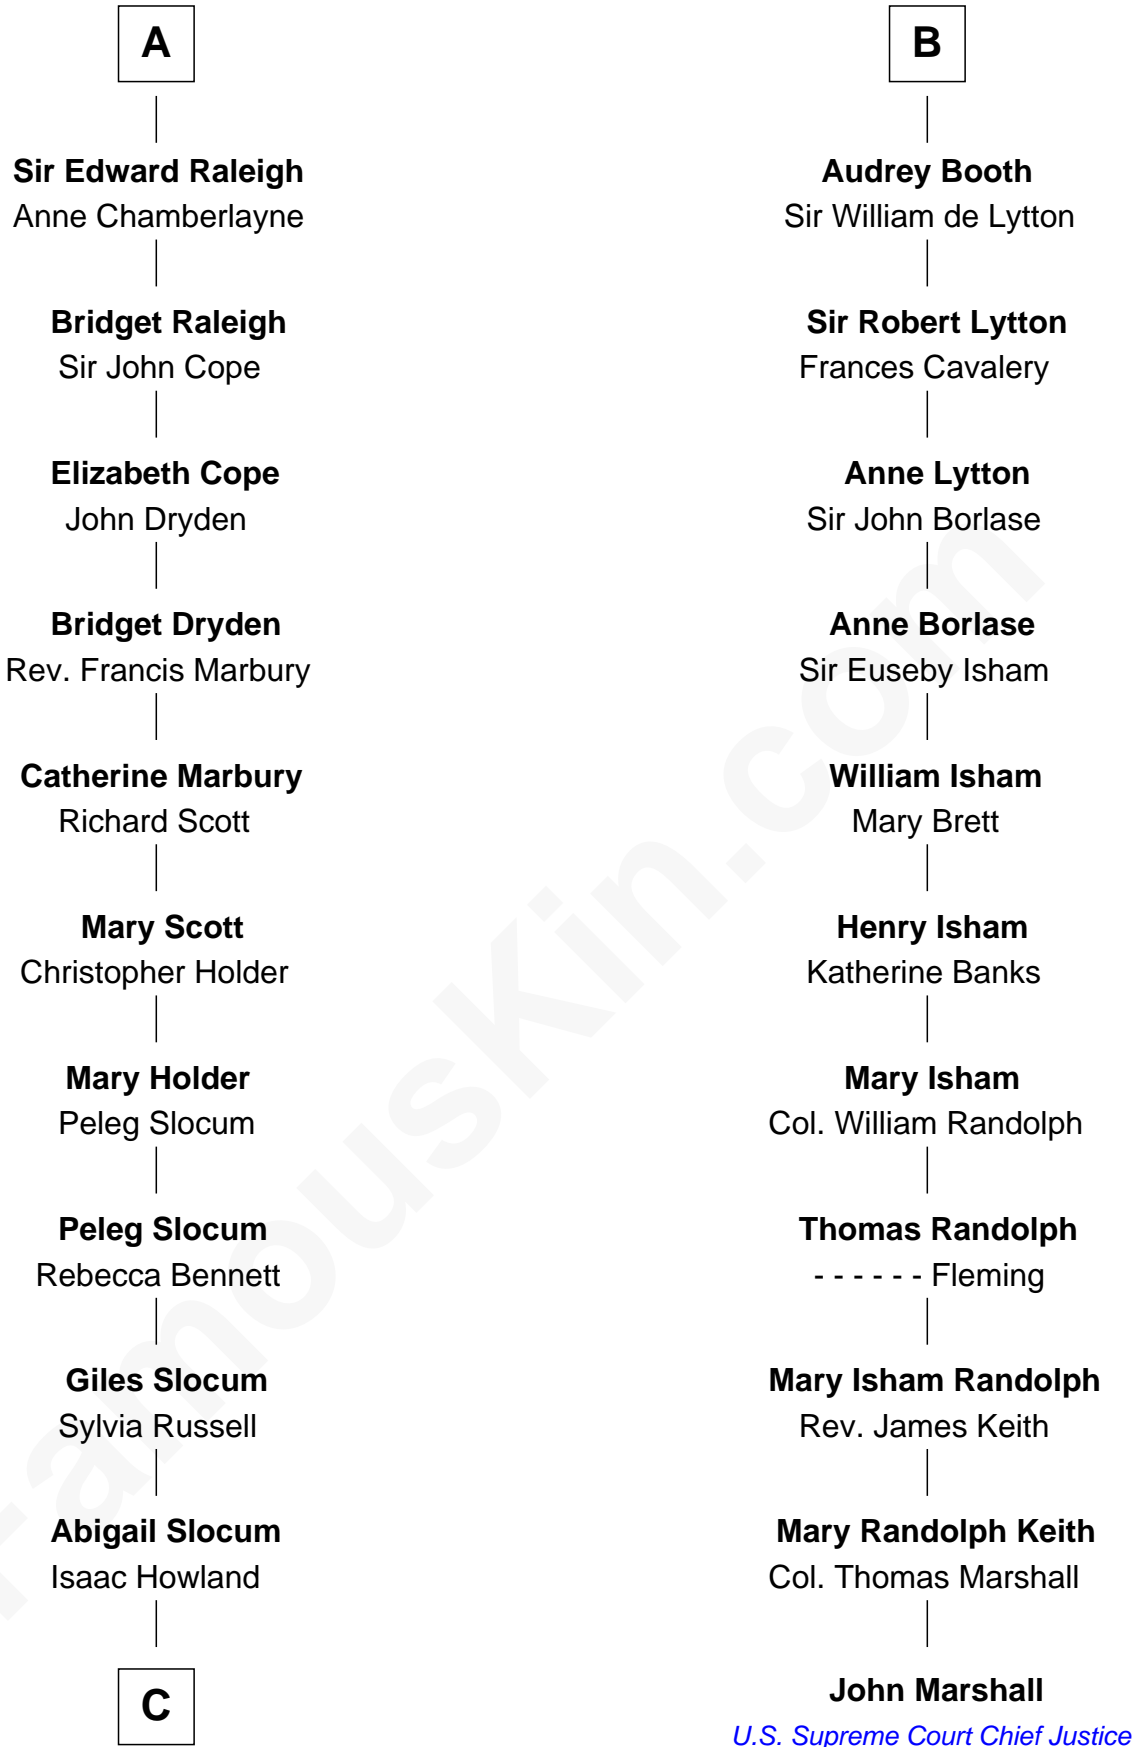 A
Sir Edward Raleigh
Anne Chamberlayne
Bridget Raleigh
Sir John Cope
Elizabeth Cope
John Dryden
Bridget Dryden
Rev. Francis Marbury
Catherine Marbury
Richard Scott
Mary Scott
Christopher Holder
Mary Holder
Peleg Slocum
Peleg Slocum
Rebecca Bennett
Giles Slocum
Sylvia Russell
Abigail Slocum
Isaac Howland
C
B
Audrey Booth
Sir William de Lytton
Sir Robert Lytton
Frances Cavalery
Anne Lytton
Sir John Borlase
Anne Borlase
Sir Euseby Isham
William Isham
Mary Brett
Henry Isham
Katherine Banks
Mary Isham
Col. William Randolph
Thomas Randolph
- - - - - - Fleming
Mary Isham Randolph
Rev. James Keith
Mary Randolph Keith
Col. Thomas Marshall
John Marshall
U.S. Supreme Court Chief Justice
FamousKin.com